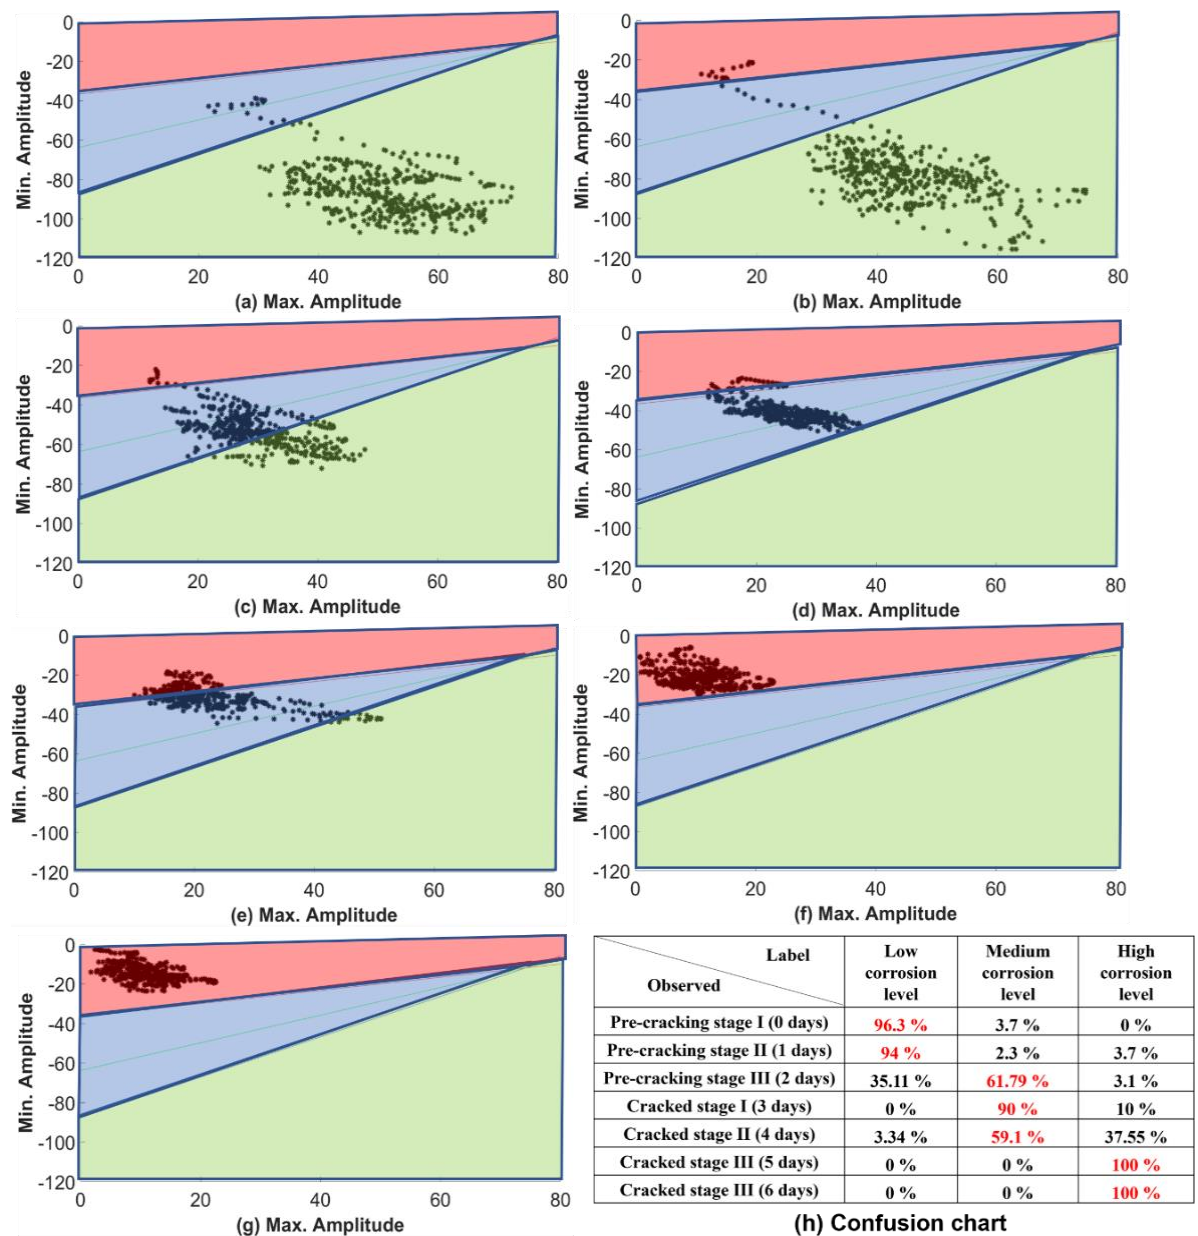 0
-20
-40
-60
-80
-100
-120
Min. Amplitude
0 20 40 60 80
(a) Max. Amplitude
0
-20
-40
-60
-80
-100
-120
Min. Amplitude
0 20 40 60 80
(b) Max. Amplitude
0
-20
-40
-60
-80
-100
-120
Min. Amplitude
0 20 40 60 80
(c) Max. Amplitude
0
-20
-40
-60
-80
-100
-120
Min. Amplitude
0 20 40 60 80
(d) Max. Amplitude
0
-20
-40
-60
-80
-100
-120
Min. Amplitude
0 20 40 60 80
(e) Max. Amplitude
0
-20
-40
-60
-80
-100
-120
Min. Amplitude
0 20 40 60 80
(f) Max. Amplitude
0
-20
-40
-60
-80
-100
-120
Min. Amplitude
0 20 40 60 80
(g) Max. Amplitude
Label
Observed
Low
corrosion
level
Medium
corrosion
level
High
corrosion
level
Pre-cracking stage I (0 days) 96.3 % 3.7 % 0 %
Pre-cracking stage II (1 days) 94 % 2.3 % 3.7 %
Pre-cracking stage III (2 days) 35.11 % 61.79 % 3.1 %
Cracked stage I (3 days) 0 % 90 % 10 %
Cracked stage II (4 days) 3.34 % 59.1 % 37.55 %
Cracked stage III (5 days) 0 % 0 % 100 %
Cracked stage III (6 days) 0 % 0 % 100 %
(h) Confusion chart